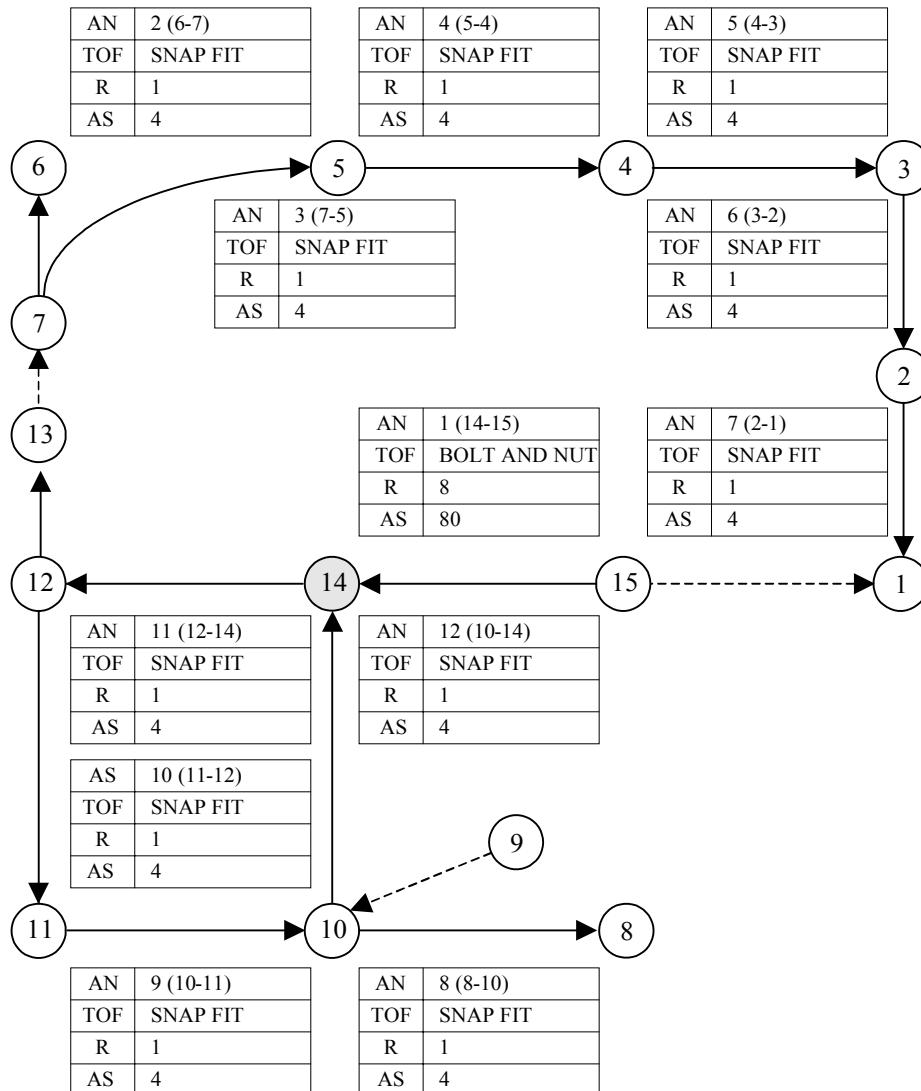 AN 2 (6-7)
TOF SNAP FIT
R 1
AS 4
AN 4 (5-4)
TOF SNAP FIT
R 1
AS 4
AN 5 (4-3)
TOF SNAP FIT
R 1
AS 4
6
5
4
3
AN 3 (7-5)
TOF SNAP FIT
R 1
AS 4
AN 6 (3-2)
TOF SNAP FIT
R 1
AS 4
7
2
13
AN 1 (14-15)
TOF BOLT AND NUT
R 8
AS 80
AN 7 (2-1)
TOF SNAP FIT
R 1
AS 4
12
14
15
1
AN 11 (12-14)
TOF SNAP FIT
R 1
AS 4
AN 12 (10-14)
TOF SNAP FIT
R 1
AS 4
AS 10 (11-12)
TOF SNAP FIT
R 1
AS 4
9
11
10
8
AN 9 (10-11)
TOF SNAP FIT
R 1
AS 4
AN 8 (8-10)
TOF SNAP FIT
R 1
AS 4